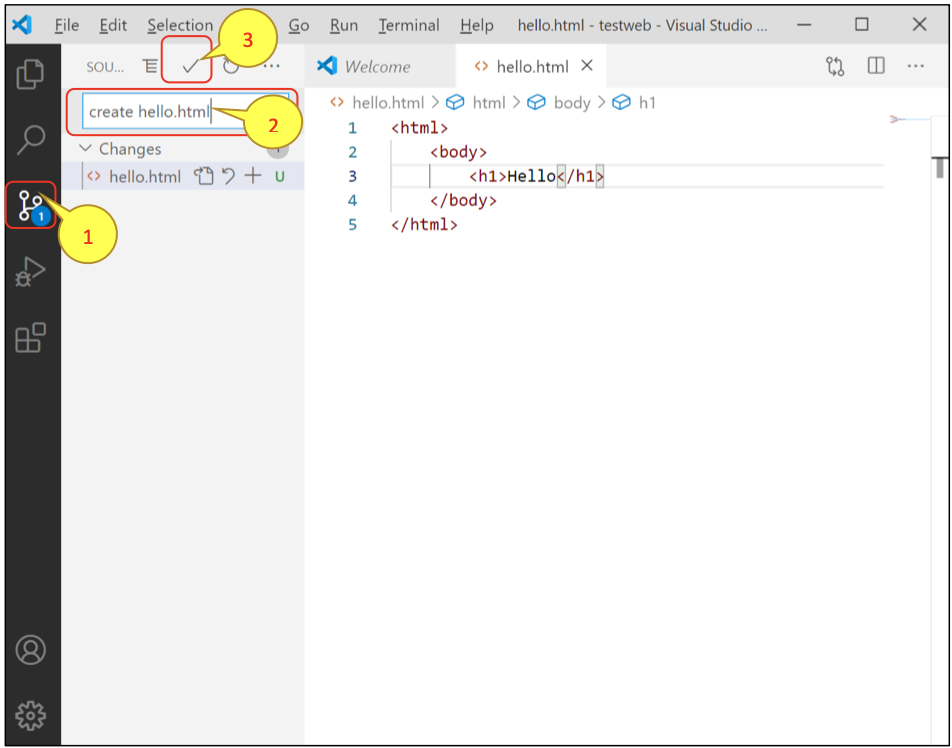 File Edit Selection Go Run Terminal Help hello.html - testweb - Visual Studio ...
3
SOU... ...
Welcome
hello.html
...
hello.html > html > body > h1
create hello.html
2
Changes
hello.html U
1
1
1 <html>
2 <body>
3 <h1>Hello</h1>
4 </body>
5 </html>